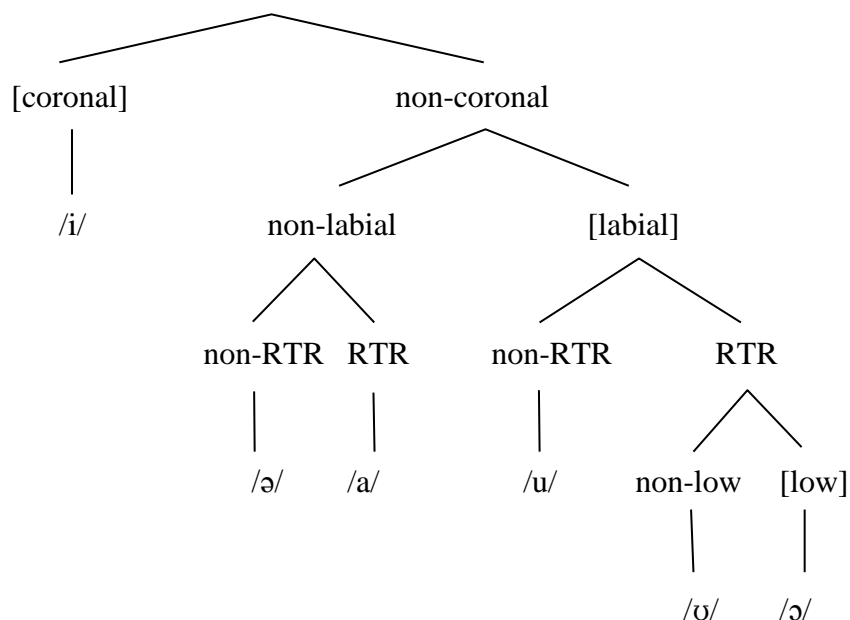 [coronal] non-coronal
/i/ non-labial [labial]
non-RTR RTR non-RTR RTR
/ə/ /a/ /u/ non-low [low]
/ʊ/ /ɔ/